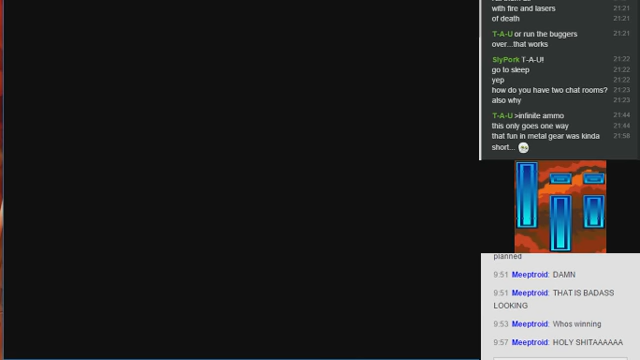 with fire and lasers 21:21
of death 21:21
T-A-U or run the buggers 21:21
over...that works
SlyPork T-A-U! 21:22
go to sleep 21:22
yep 21:22
how do you have two chat rooms? 21:23
also why 21:23
T-A-U >infinite ammo 21:44
this only goes one way 21:44
that fun in metal gear was kinda 21:58
short...
planned
9:51 Meeptroid: DAMN
9:51 Meeptroid: THAT IS BADASS
LOOKING
9:53 Meeptroid: Whos winning
9:57 Meeptroid: HOLY SHITAAAAAA